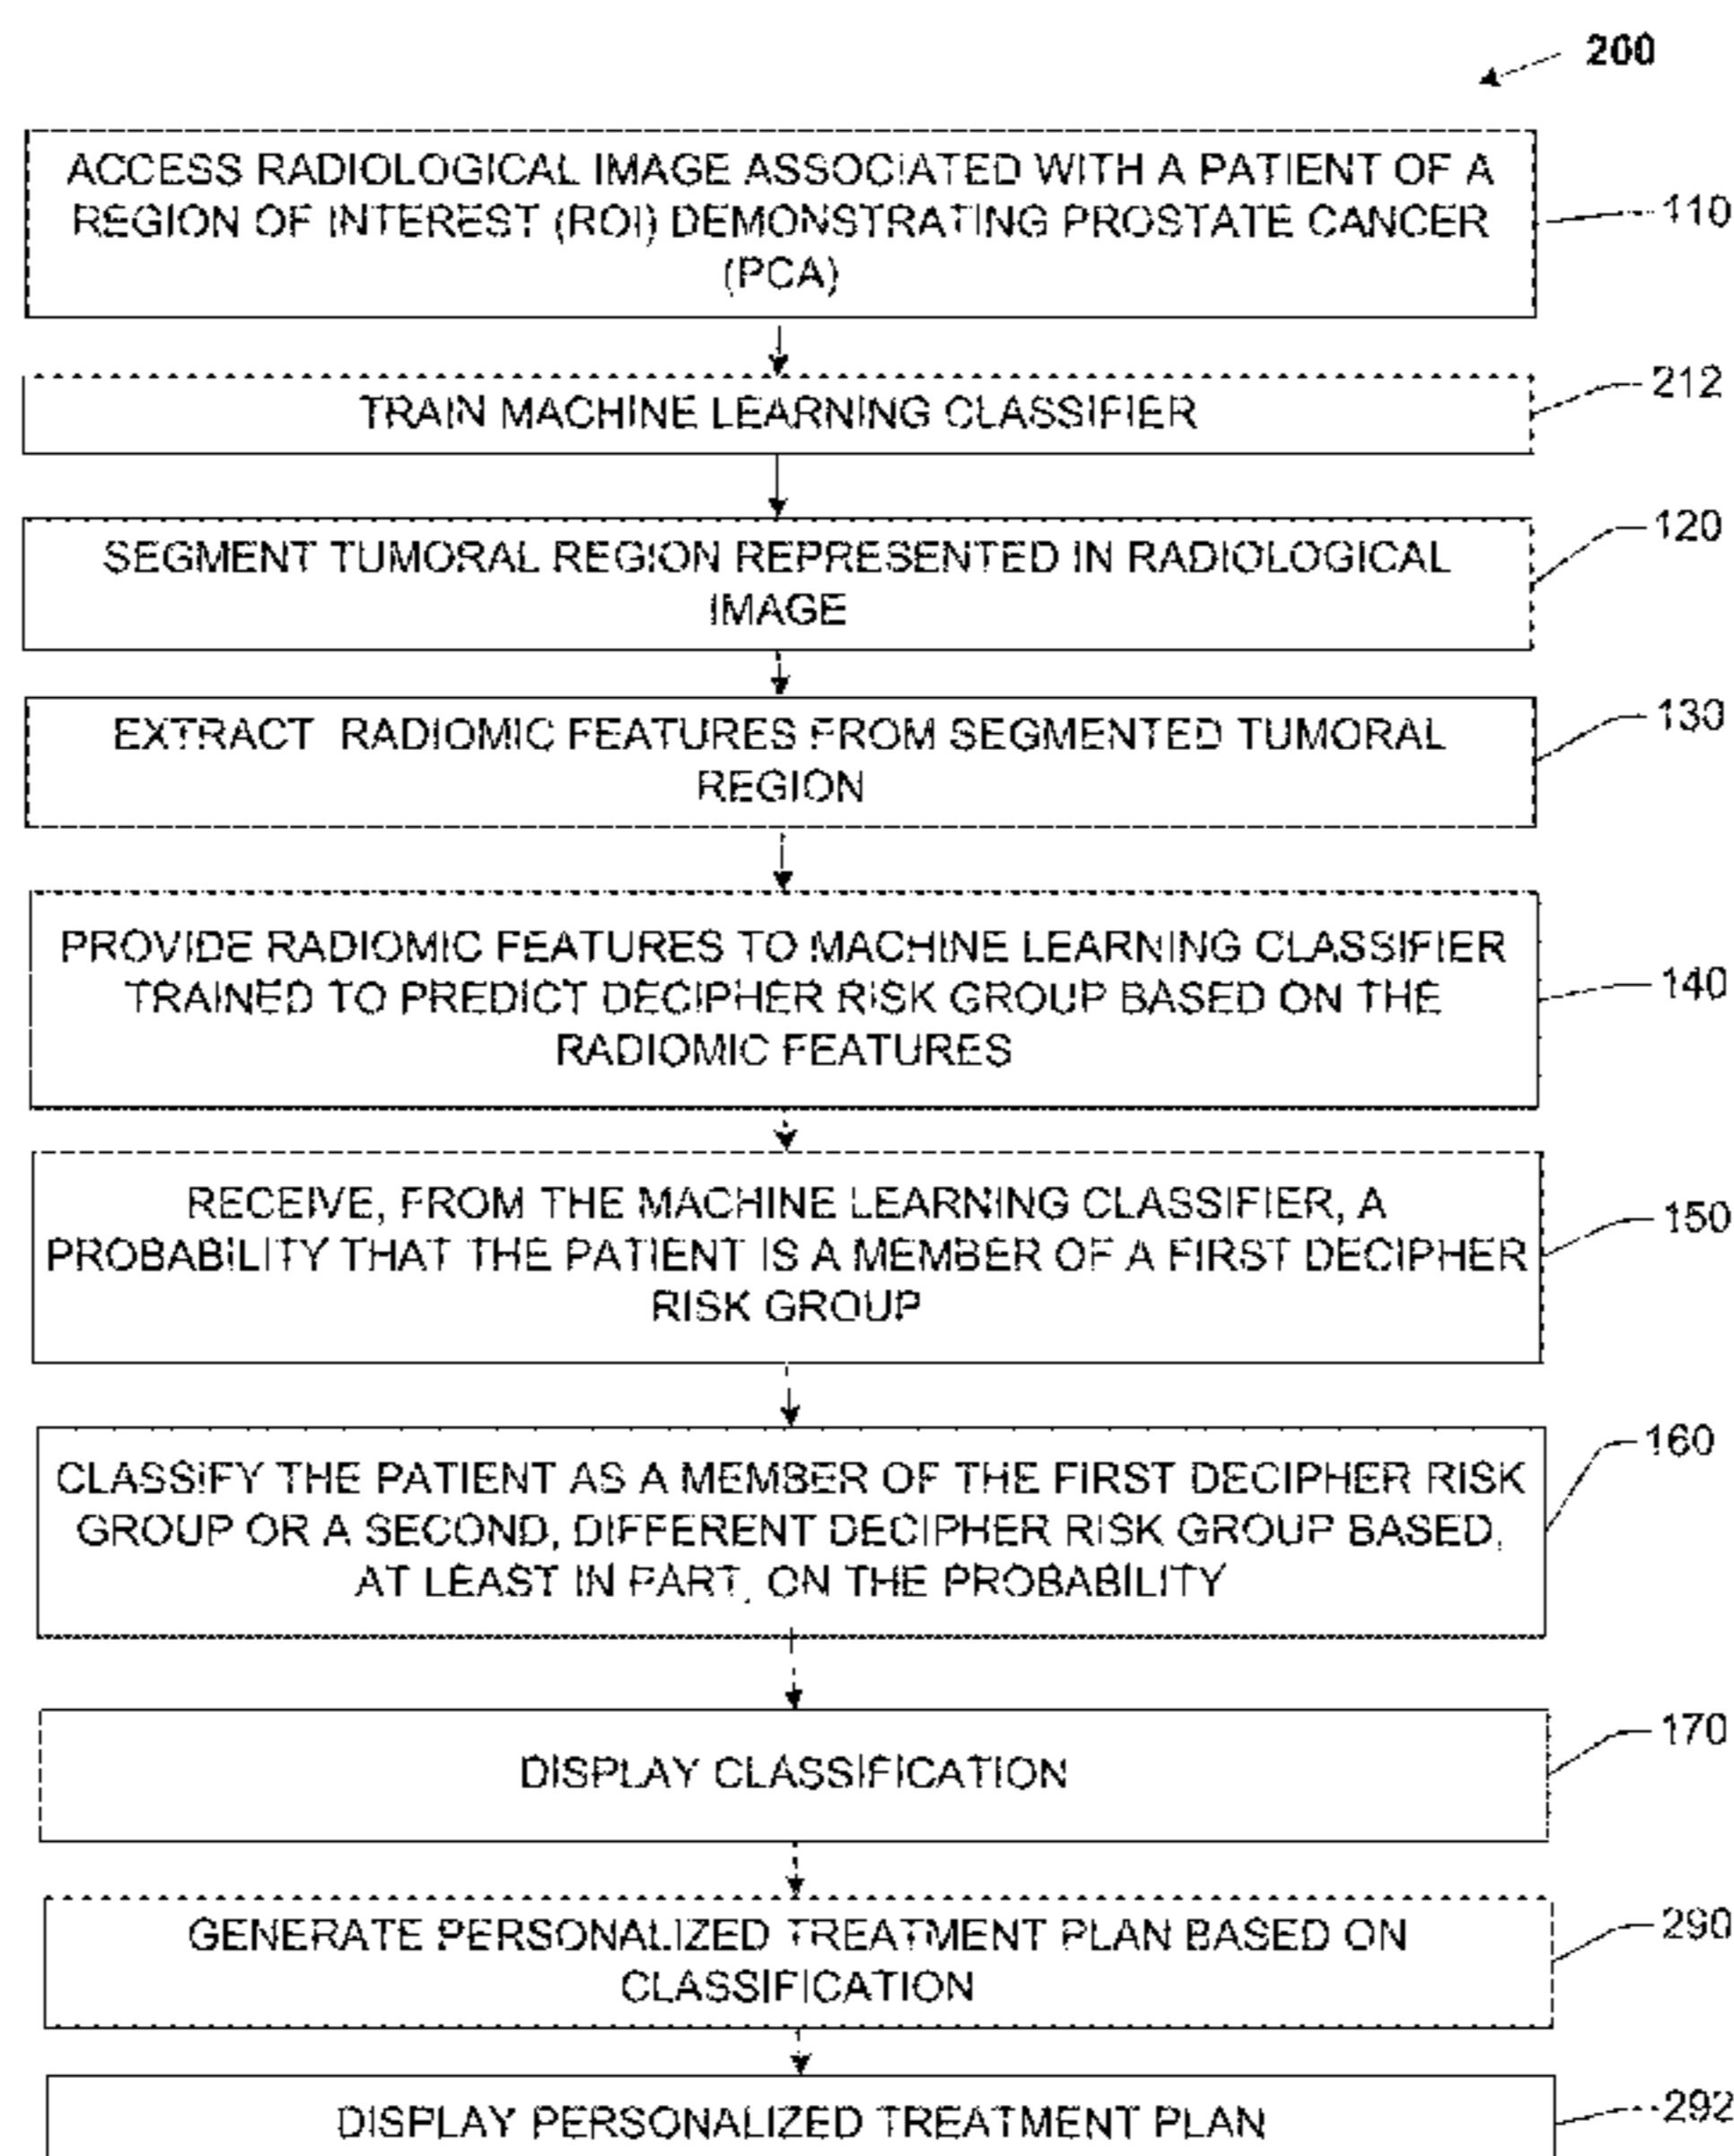 200
ACCESS RADIOLOGICAL IMAGE ASSOCIATED WITH A PATIENT OF A
REGION OF INTEREST (ROI) DEMONSTRATING PROSTATE CANCER
(PCA)
110
TRAIN MACHINE LEARNING CLASSIFIER
212
SEGMENT TUMORAL REGION REPRESENTED IN RADIOLOGICAL
IMAGE
120
EXTRACT RADIOMIC FEATURES FROM SEGMENTED TUMORAL
REGION
130
PROVIDE RADIOMIC FEATURES TO MACHINE LEARNING CLASSIFIER
TRAINED TO PREDICT DECIPHER RISK GROUP BASED ON THE
RADIOMIC FEATURES
140
RECEIVE, FROM THE MACHINE LEARNING CLASSIFIER, A
PROBABILITY THAT THE PATIENT IS A MEMBER OF A FIRST DECIPHER
RISK GROUP
150
CLASSIFY THE PATIENT AS A MEMBER OF THE FIRST DECIPHER RISK
GROUP OR A SECOND, DIFFERENT DECIPHER RISK GROUP BASED,
AT LEAST IN PART, ON THE PROBABILITY
160
DISPLAY CLASSIFICATION
170
GENERATE PERSONALIZED TREATMENT PLAN BASED ON
CLASSIFICATION
290
DISPLAY PERSONALIZED TREATMENT PLAN
292